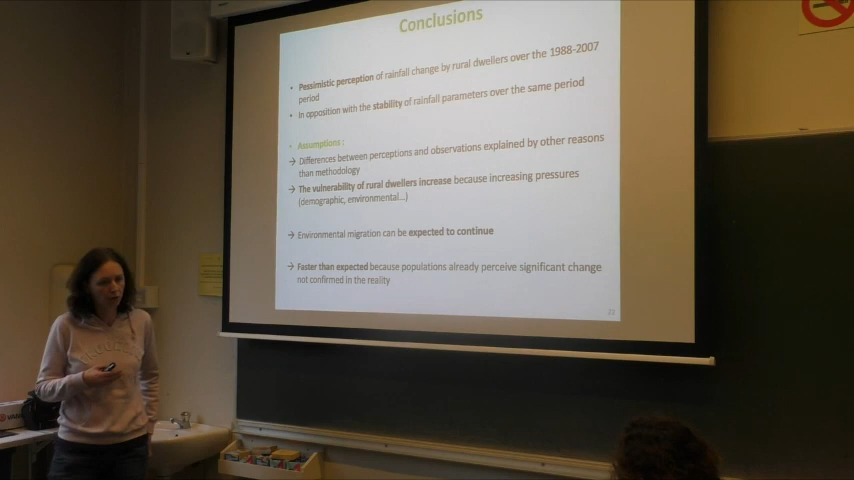 Conclusions
• Pessimistic perception of rainfall change by rural dwellers over the 1988-2007
period
• In opposition with the stability of rainfall parameters over the same period
• Assumptions :
→ Differences between perceptions and observations explained by other reasons
than methodology
→ The vulnerability of rural dwellers increase because increasing pressures
(demographic, environmental...)
→ Environmental migration can be expected to continue
→ Faster than expected because populations already perceive significant change
not confirmed in the reality